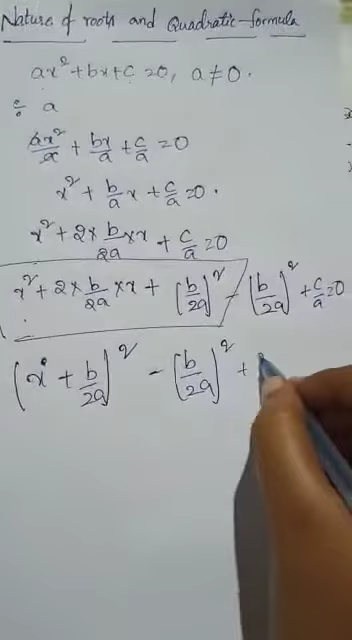 Nature of roots and Quadratic-formula
ax² + bx + c = 0, a ≠ 0.
÷ a
ax²/a + bx/a + c/a = 0
x² + b/a x + c/a = 0.
x² + 2 × b/2a × x + c/a = 0
x² + 2 × b/2a × x + (b/2a)² - (b/2a)² + c/a = 0
(x + b/2a)² - (b/2a)² +